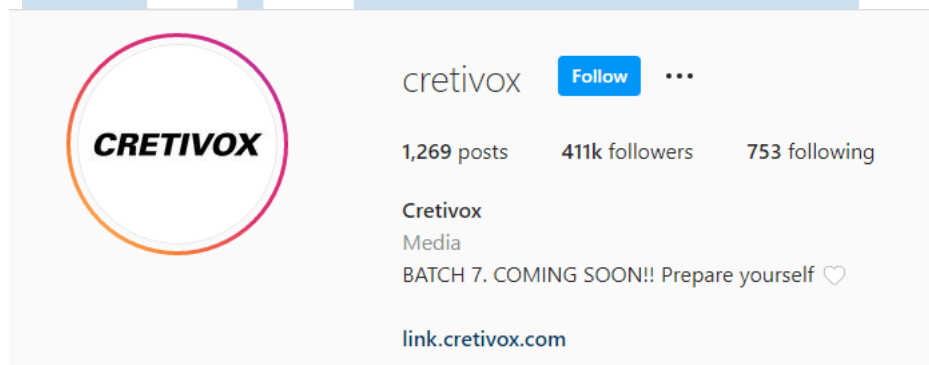 CRETIVOX
cretivox Follow
1,269 posts 411k followers 753 following
Cretivox
Media
BATCH 7. COMING SOON!! Prepare yourself ♡
link.cretivox.com